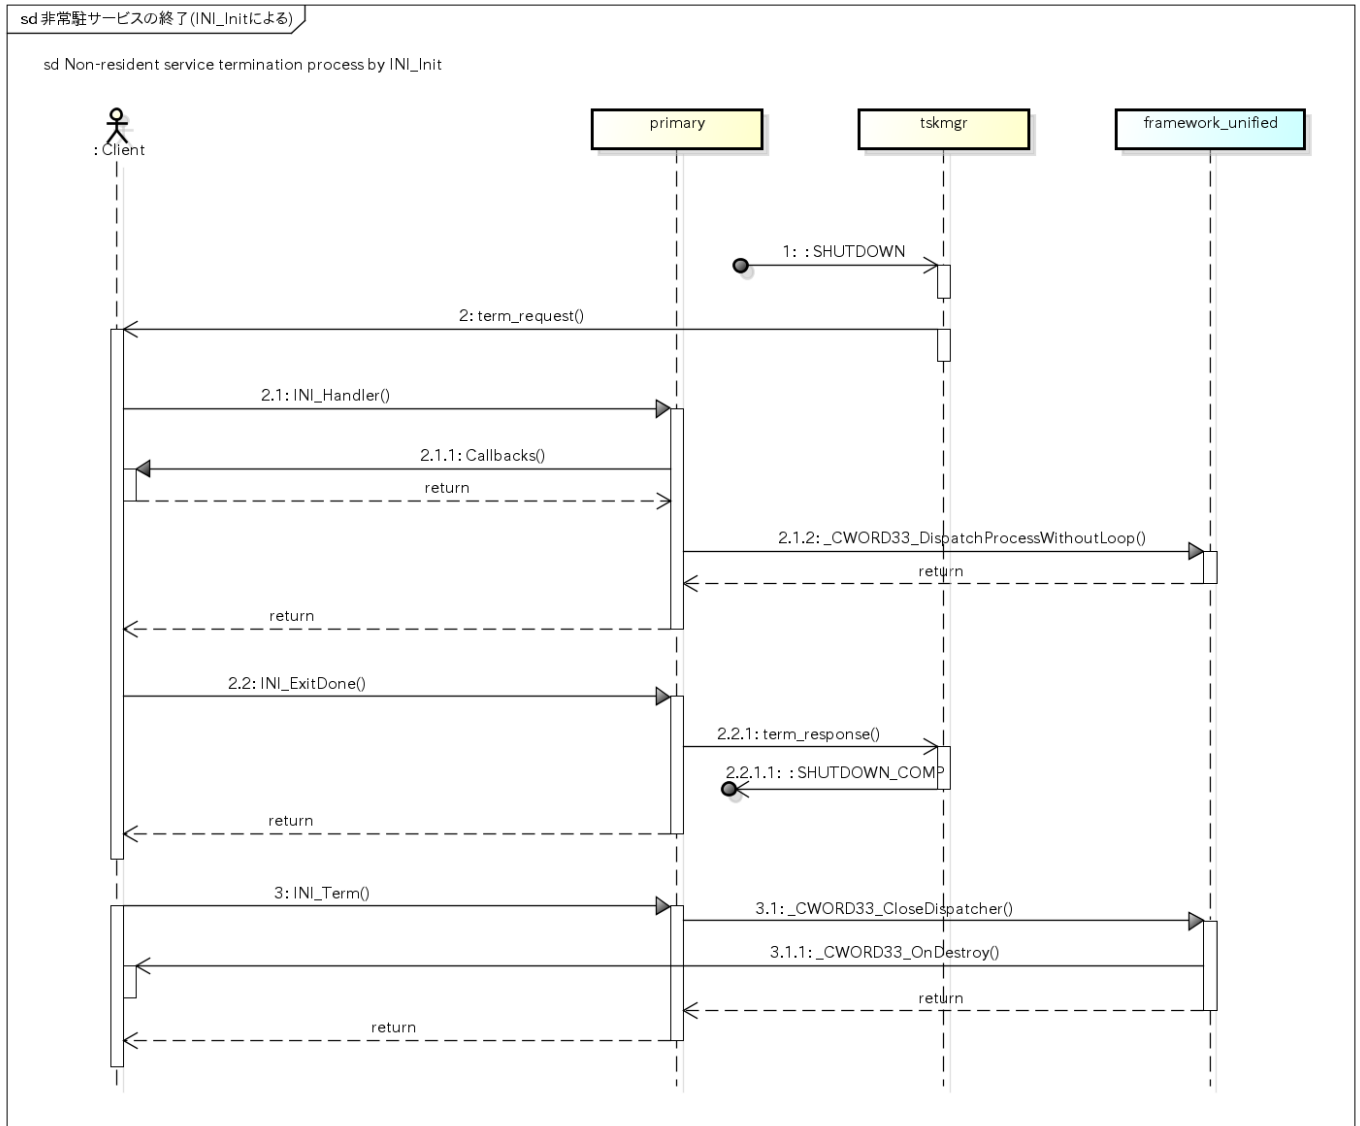 sd 非常駐サービスの終了(INI_Initによる)
sd Non-resident service termination process by INI_Init
: Client
primary
tskmgr
framework_unified
1: : SHUTDOWN
2: term_request()
2.1: INI_Handler()
2.1.1: Callbacks()
return
2.1.2: _CWORD33_DispatchProcessWithoutLoop()
return
return
2.2: INI_ExitDone()
2.2.1: term_response()
2.2.1.1: : SHUTDOWN_COMP
return
3: INI_Term()
3.1: _CWORD33_CloseDispatcher()
3.1.1: _CWORD33_OnDestroy()
return
return